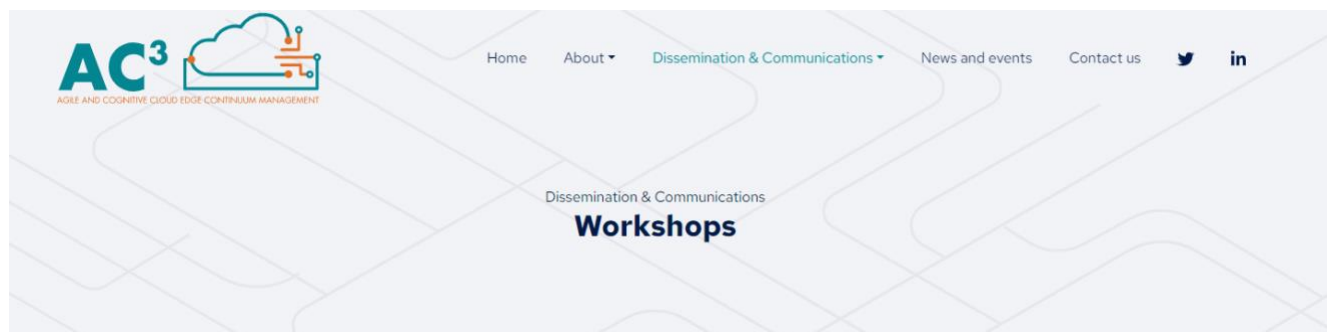 AC³
AGILE AND COGNITIVE CLOUD EDGE CONTINUUM MANAGEMENT
Home About Dissemination & Communications News and events Contact us in
Dissemination & Communications
Workshops